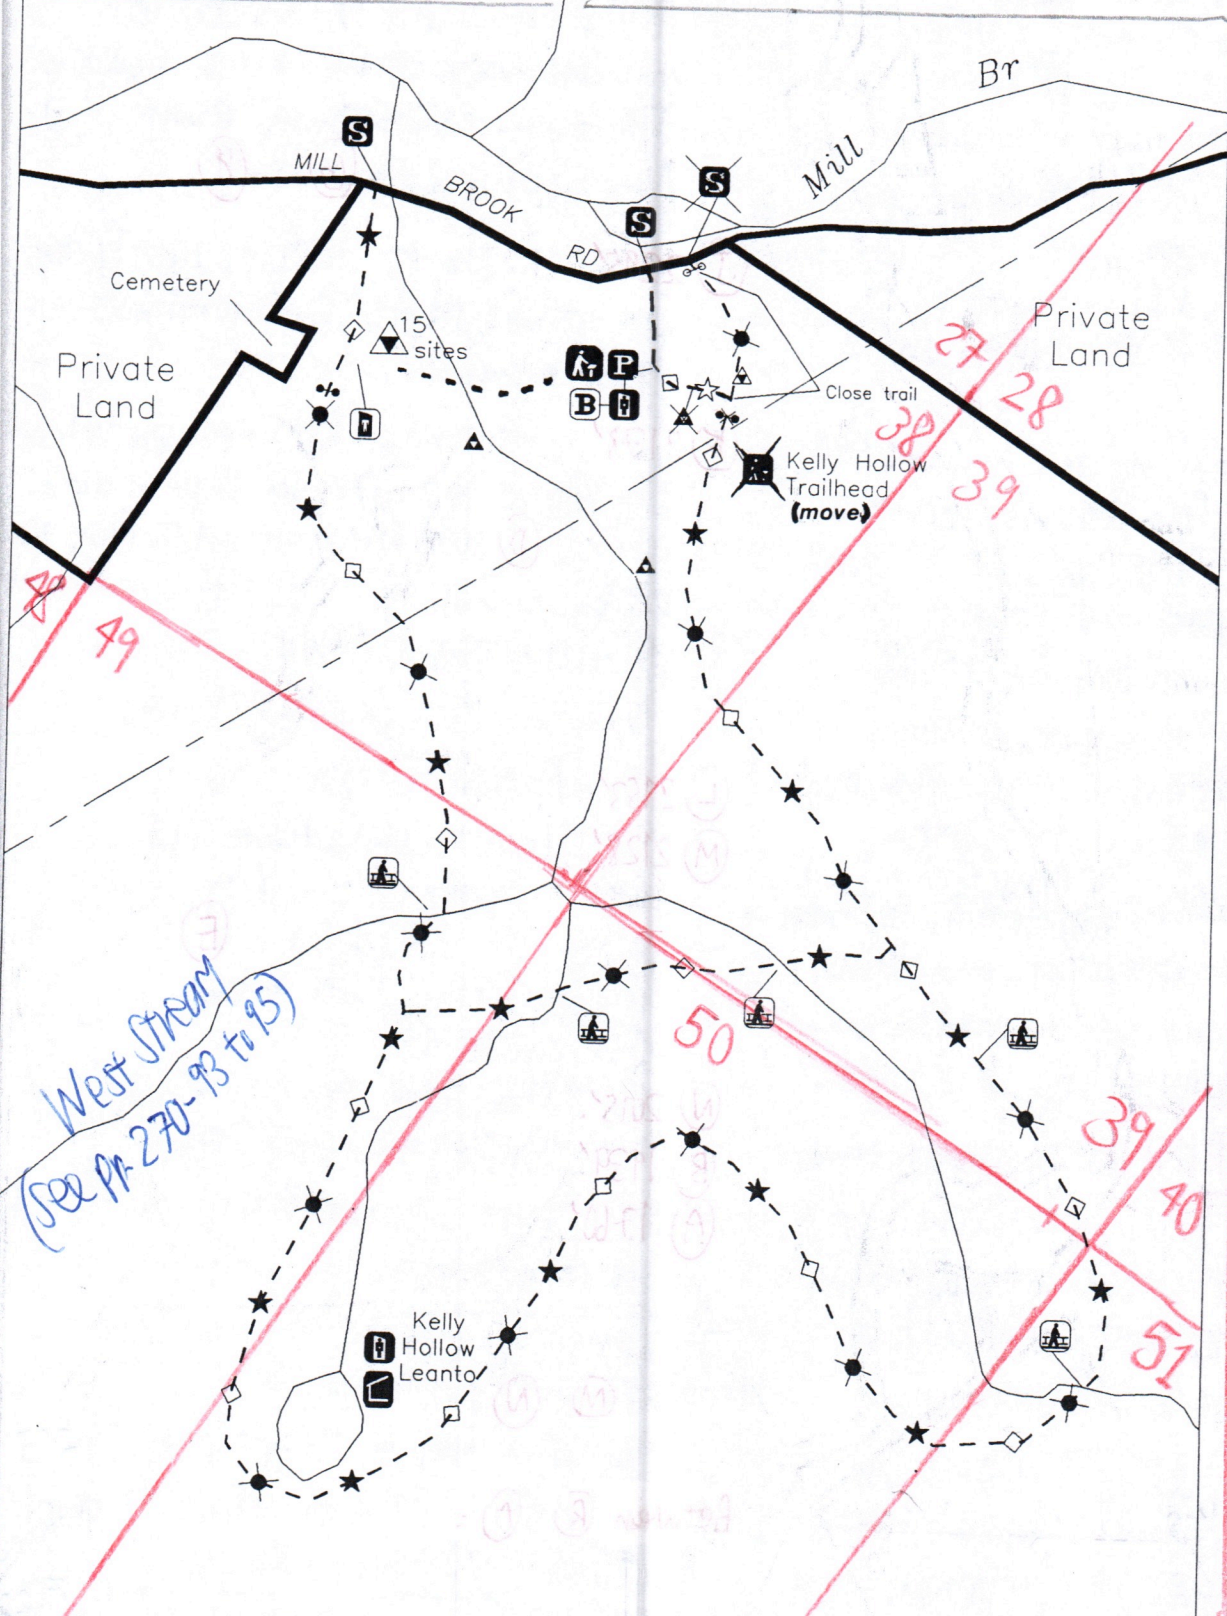 Br
S
MILL
BROOK
Mill
S
S
RD
Cemetery
Private
Land
15
sites
P
B
Private
Land
27
28
Close trail
38
39
Kelly Hollow
Trailhead
(move)
48
49
West Stream
(see pp. 270-93 to 95)
50
39
40
51
Kelly
Hollow
Leanto